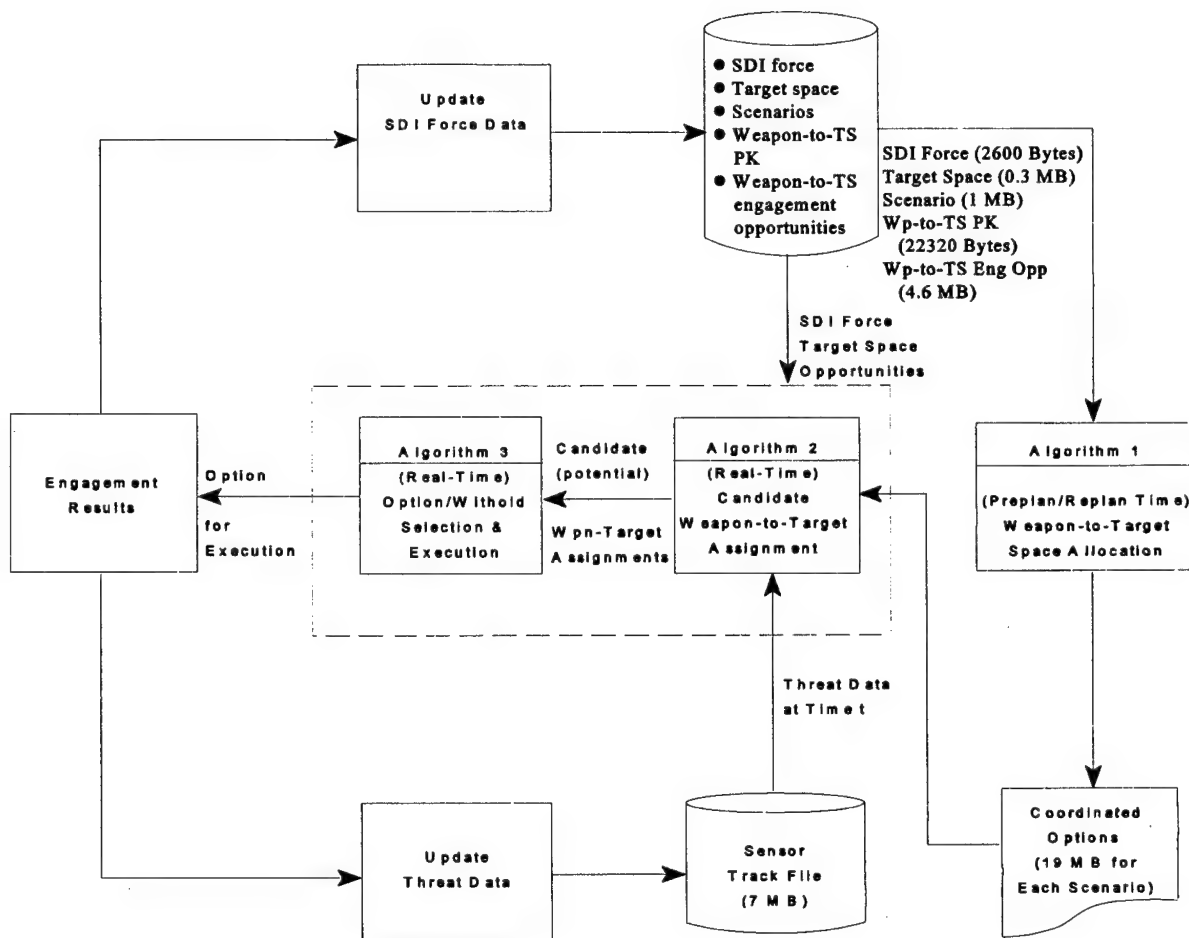 Update
SDI Force Data
● SDI force
● Target space
● Scenarios
● Weapon-to-TS
PK
● Weapon-to-TS
engagement
opportunities
SDI Force (2600 Bytes)
Target Space (0.3 MB)
Scenario (1 MB)
Wp-to-TS PK
(22320 Bytes)
Wp-to-TS Eng Opp
(4.6 MB)
SDI Force
Target Space
Opportunities
Engagement
Results
Option
for
Execution
Algorithm 3
(Real-Time)
Option/Withold
Selection &
Execution
Candidate
(potential)
Wpn-Target
Assignments
Algorithm 2
(Real-Time)
Candidate
Weapon-to-Target
Assignment
Algorithm 1
(Preplan/Replan Time)
Weapon-to-Target
Space Allocation
Threat Data
at Time t
Update
Threat Data
Sensor
Track File
(7 MB)
Coordinated
Options
(19 MB for
Each Scenario)